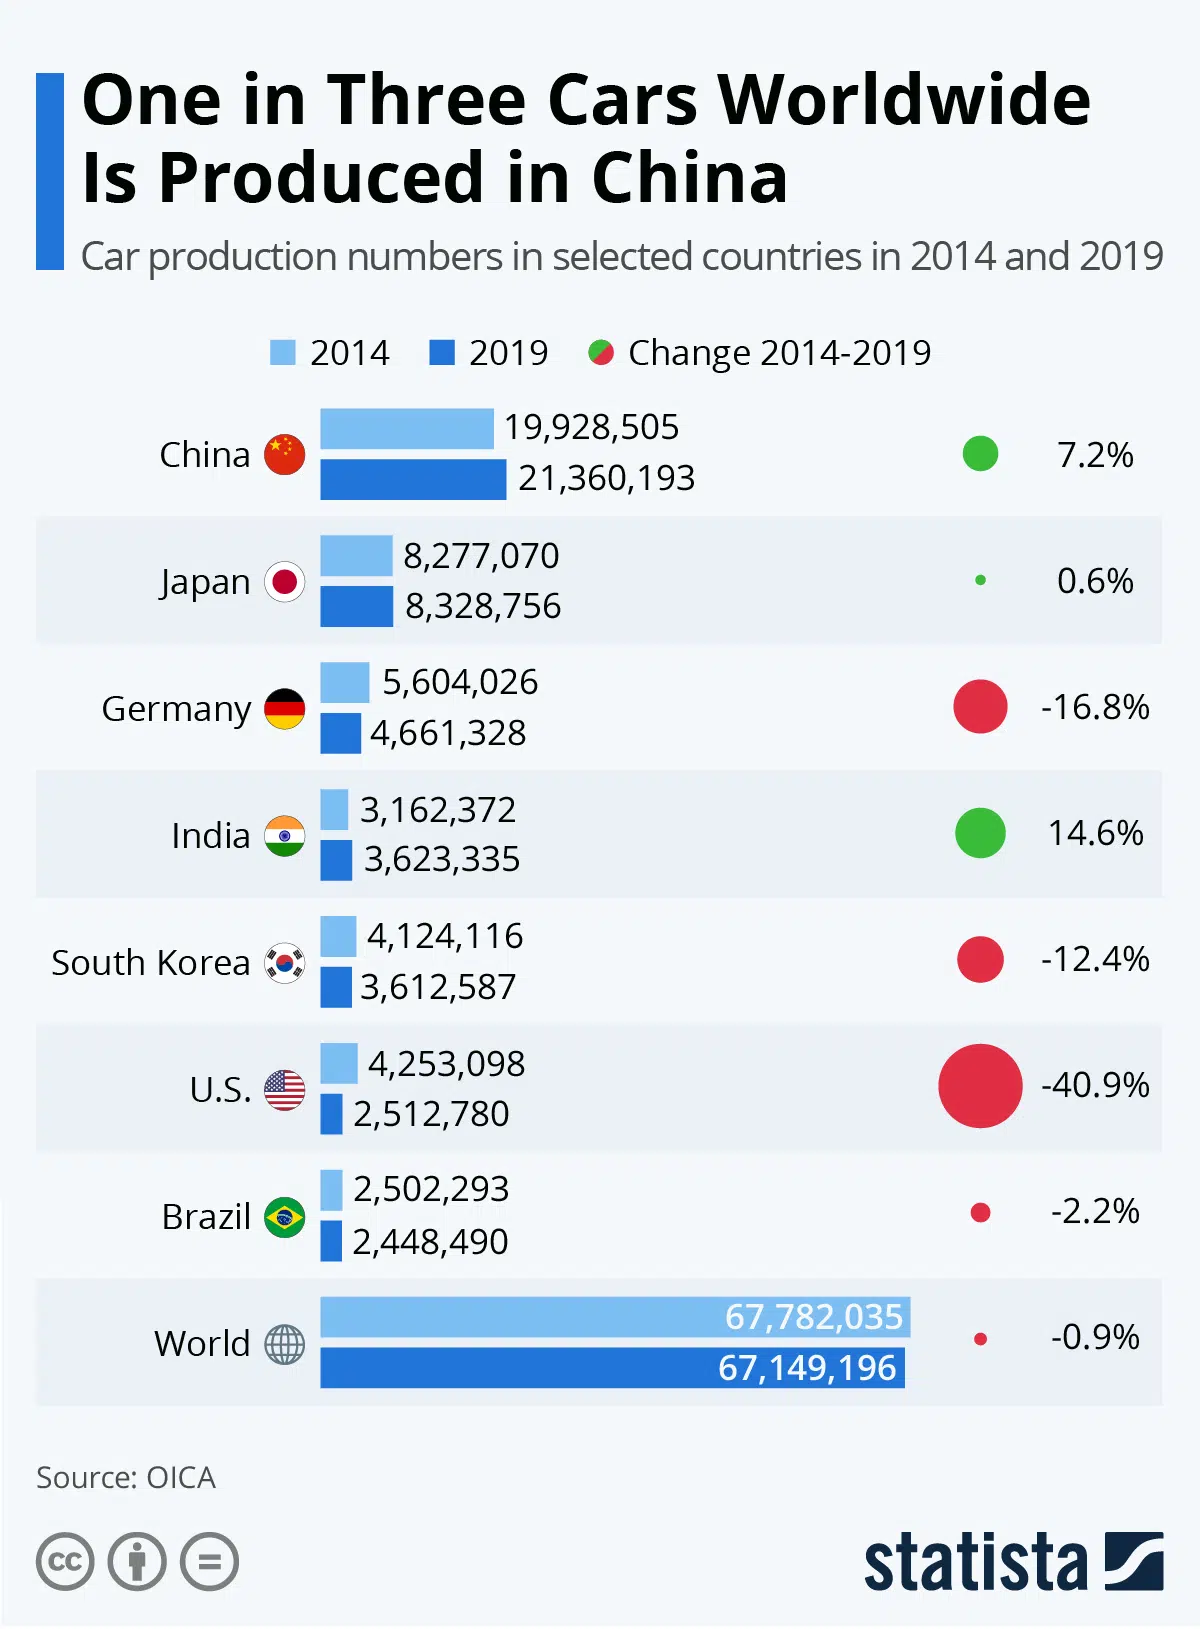 One in Three Cars Worldwide
Is Produced in China
Car production numbers in selected countries in 2014 and 2019
2014 2019 Change 2014-2019
19,928,505
China 7.2%
21,360,193
8,277,070
Japan 0.6%
8,328,756
5,604,026
Germany -16.8%
4,661,328
3,162,372
India 14.6%
3,623,335
4,124,116
South Korea -12.4%
3,612,587
4,253,098
U.S. -40.9%
2,512,780
2,502,293
Brazil -2.2%
2,448,490
67,782,035
World -0.9%
67,149,196
Source: OICA
cc
=
statista